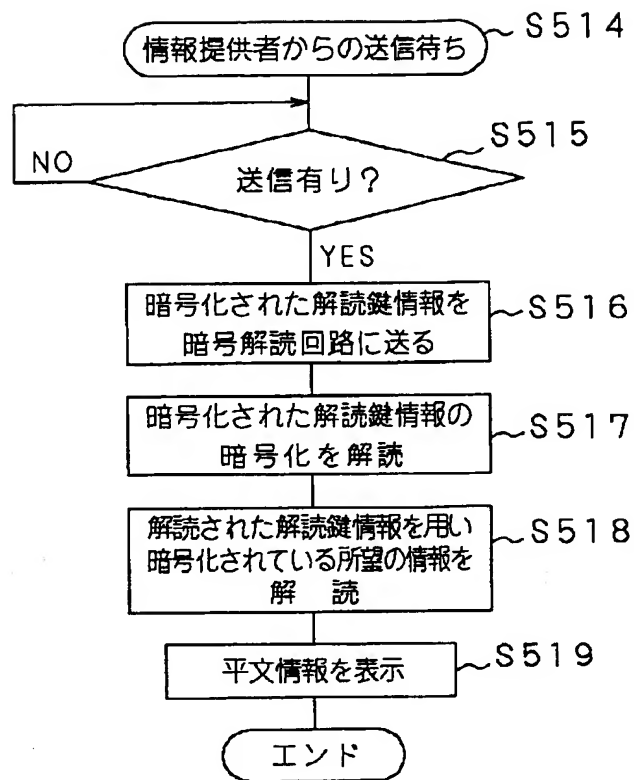 情報提供者からの送信待ち
S514
S515
NO
送信有り?
YES
暗号化された解読鍵情報を
暗号解読回路に送る
S516
暗号化された解読鍵情報の
暗号化を解読
S517
解読された解読鍵情報を用い
暗号化されている所望の情報を
解 読
S518
平文情報を表示
S519
エンド